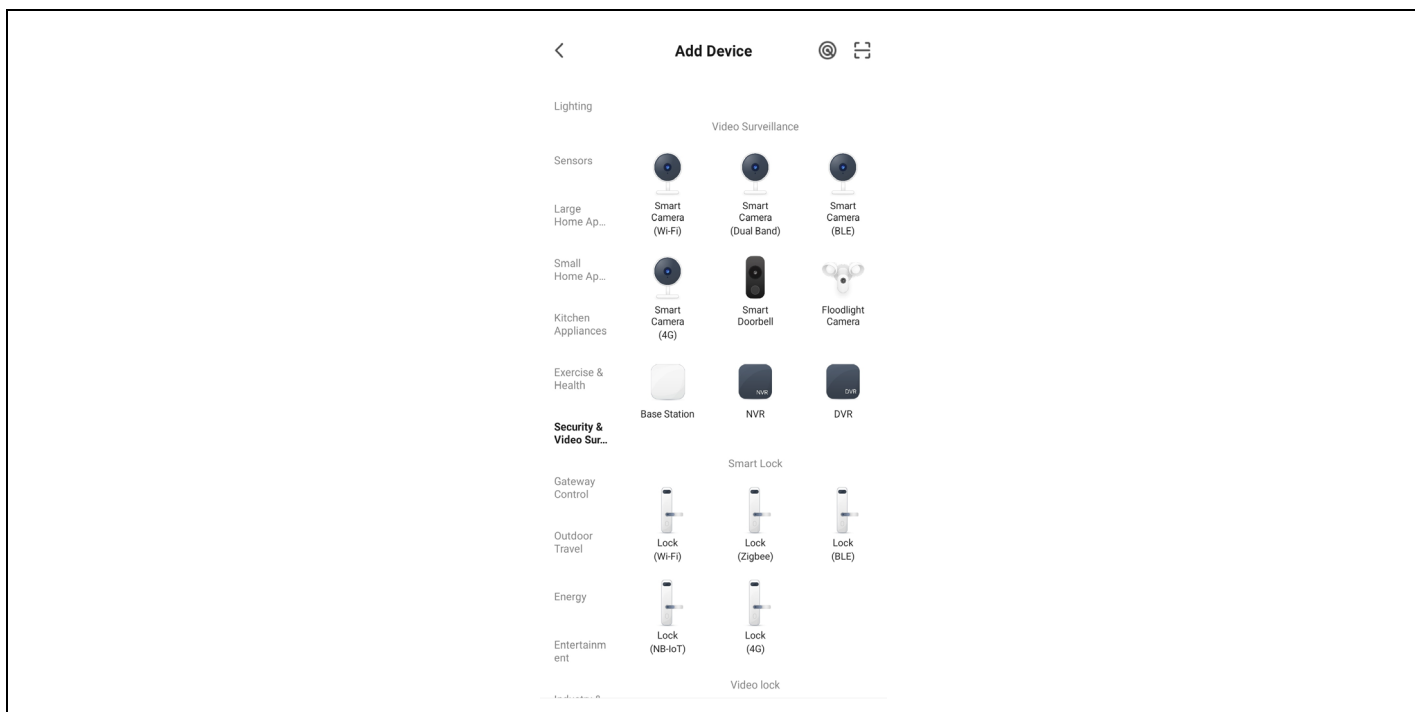 Add Device
Lighting
Sensors
Large
Home Ap...
Small
Home Ap...
Kitchen
Appliances
Exercise &
Health
Security &
Video Sur...
Gateway
Control
Outdoor
Travel
Energy
Entertainm
ent
Video Surveillance
Smart
Camera
(Wi-Fi)
Smart
Camera
(Dual Band)
Smart
Camera
(BLE)
Smart
Camera
(4G)
Smart
Doorbell
Floodlight
Camera
Base Station
NVR
NVR
DVR
DVR
Smart Lock
Lock
(Wi-Fi)
Lock
(Zigbee)
Lock
(BLE)
Lock
(NB-IoT)
Lock
(4G)
Video lock